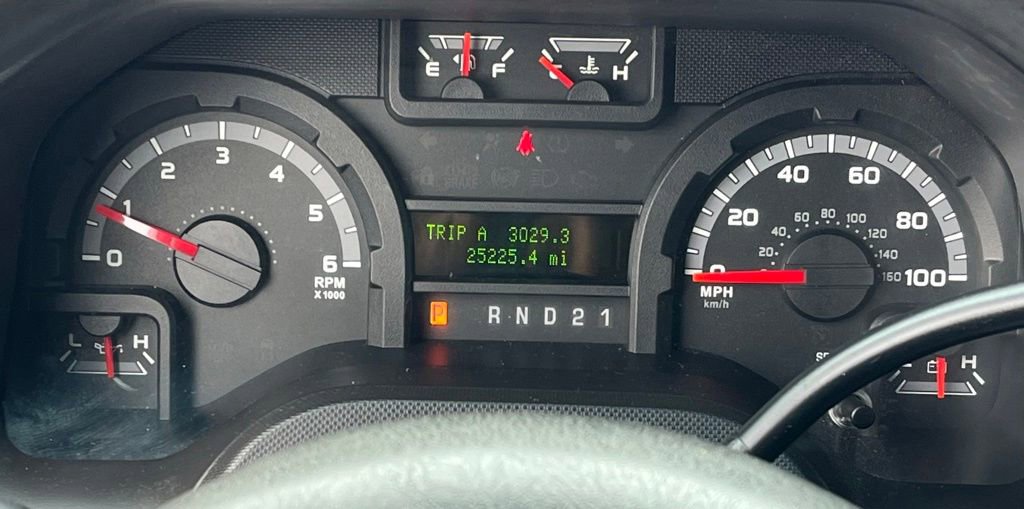 E F
H
0 1 2 3 4 5 6
RPM
X1000
TRIP A 3029.3
25225.4 mi
P R N D 2 1
0 20 40 60 80 100
20 40 60 80 100 120 140 160
MPH
km/h
L H
H